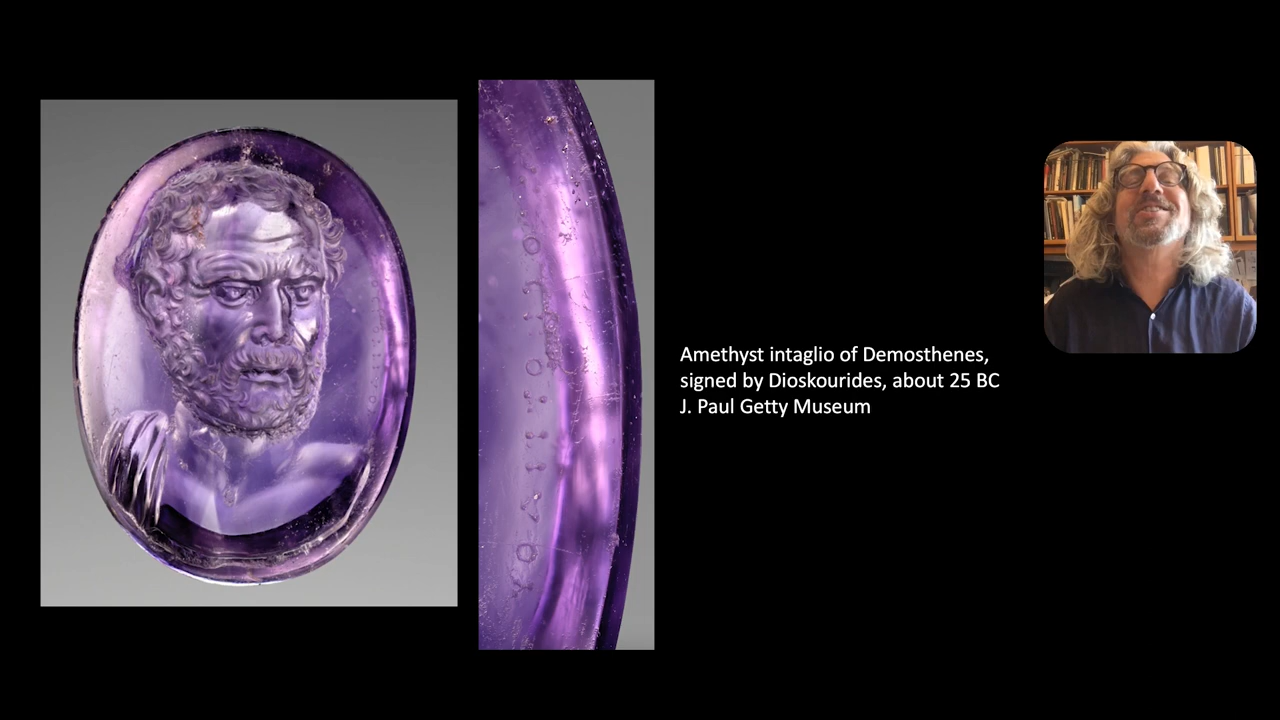 Amethyst intaglio of Demosthenes,
signed by Dioskourides, about 25 BC
J. Paul Getty Museum